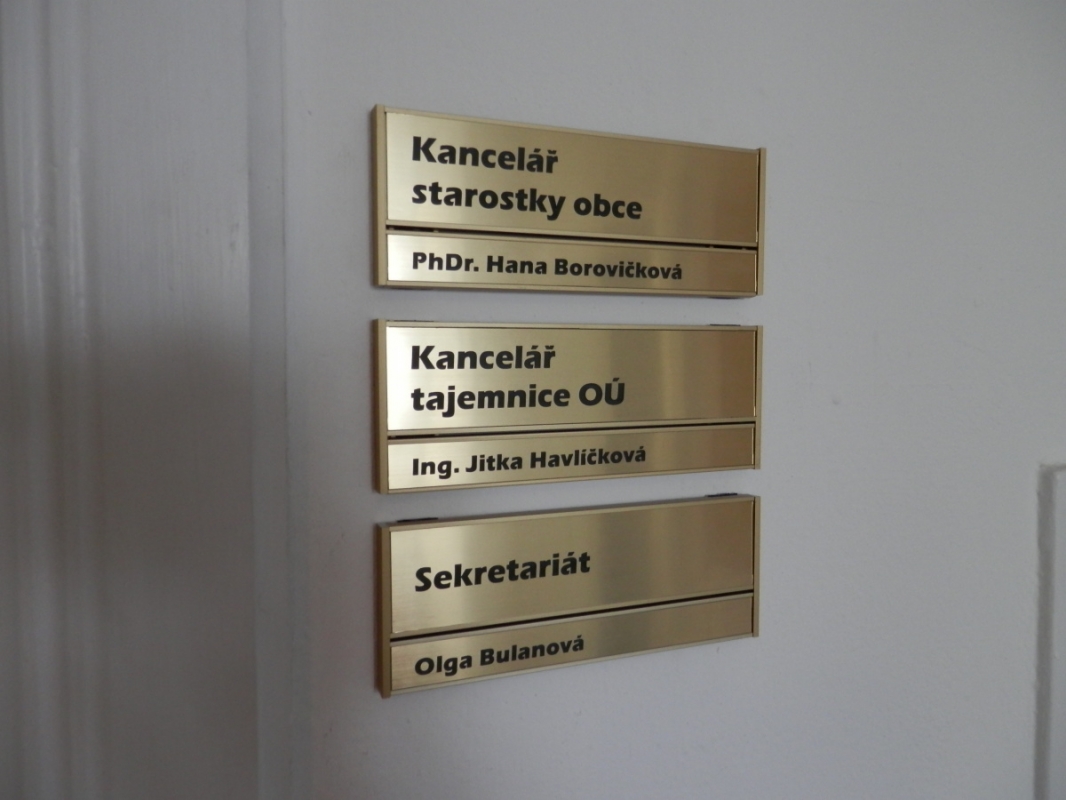 Kancelář
starostky obce
PhDr. Hana Borovičková
Kancelář
tajemnice OÚ
Ing. Jitka Havlíčková
Sekretariát
Olga Bulanová